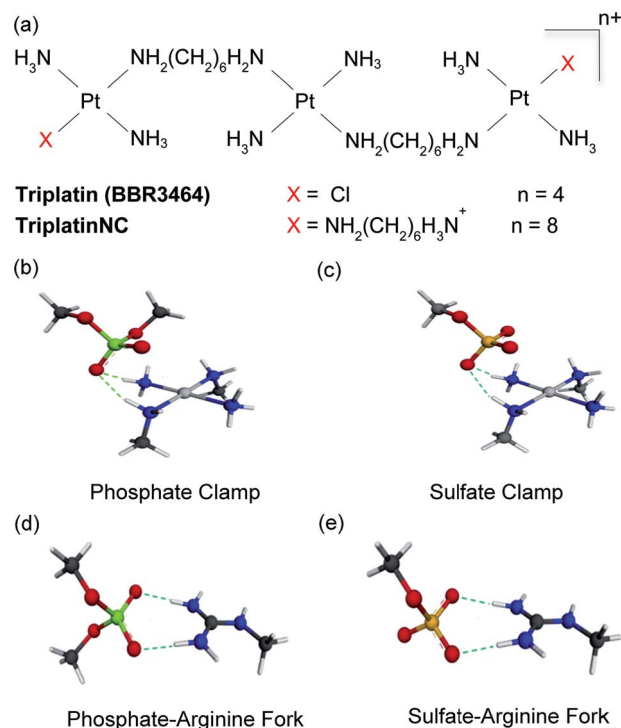 (a)
n+
H₃N NH₂(CH₂)₆H₂N NH₃ H₃N X
Pt Pt Pt
X NH₃ H₃N NH₂(CH₂)₆H₂N NH₃
Triplatin (BBR3464) X = Cl n = 4
TriplatinNC X = NH₂(CH₂)₆H₃N⁺ n = 8
(b) (c)
Phosphate Clamp Sulfate Clamp
(d) (e)
Phosphate-Arginine Fork Sulfate-Arginine Fork